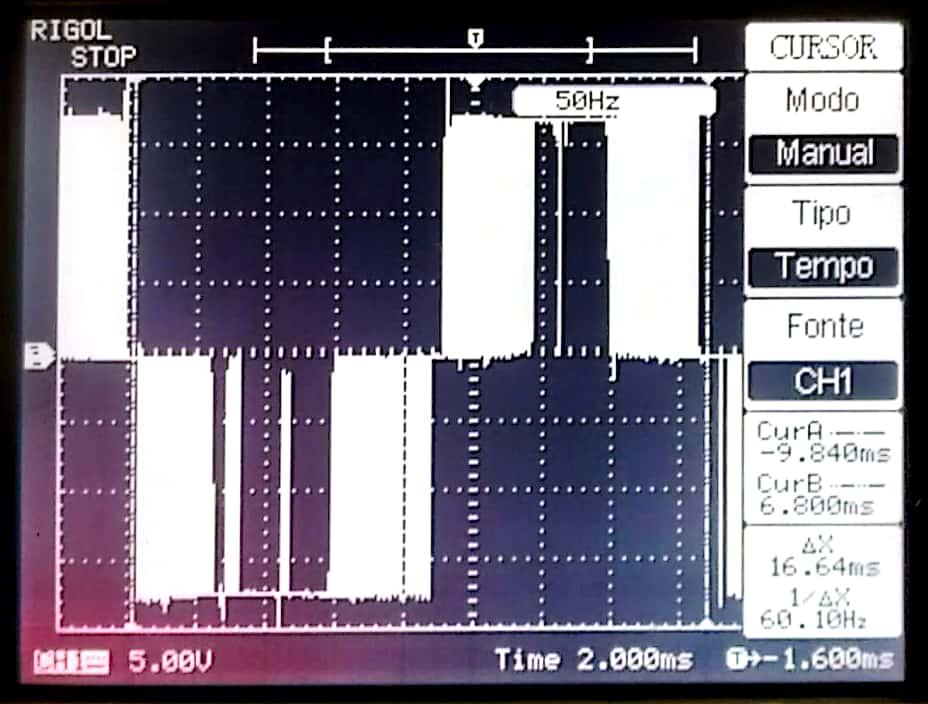 RIGOL
STOP
T
CURSOR
50Hz
Modo
Manual
Tipo
Tempo
Fonte
CH1
CurA
-9.840ms
CurB
6.800ms
ΔX
16.64ms
1/ΔX
60.10Hz
CH1 5.00V Time 2.000ms T→-1.600ms